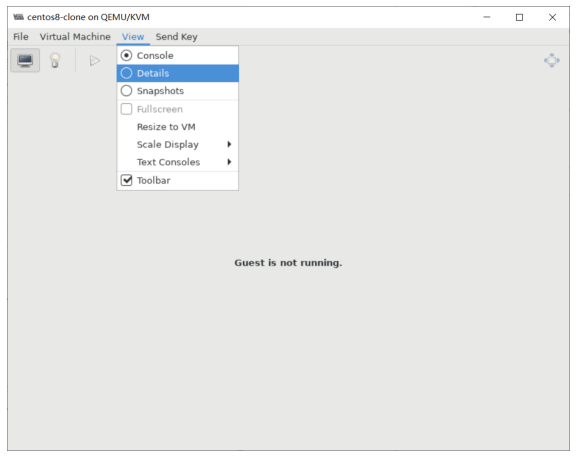 centos8-clone on QEMU/KVM
File Virtual Machine View Send Key
Console
Details
Snapshots
Fullscreen
Resize to VM
Scale Display
Text Consoles
Toolbar
Guest is not running.